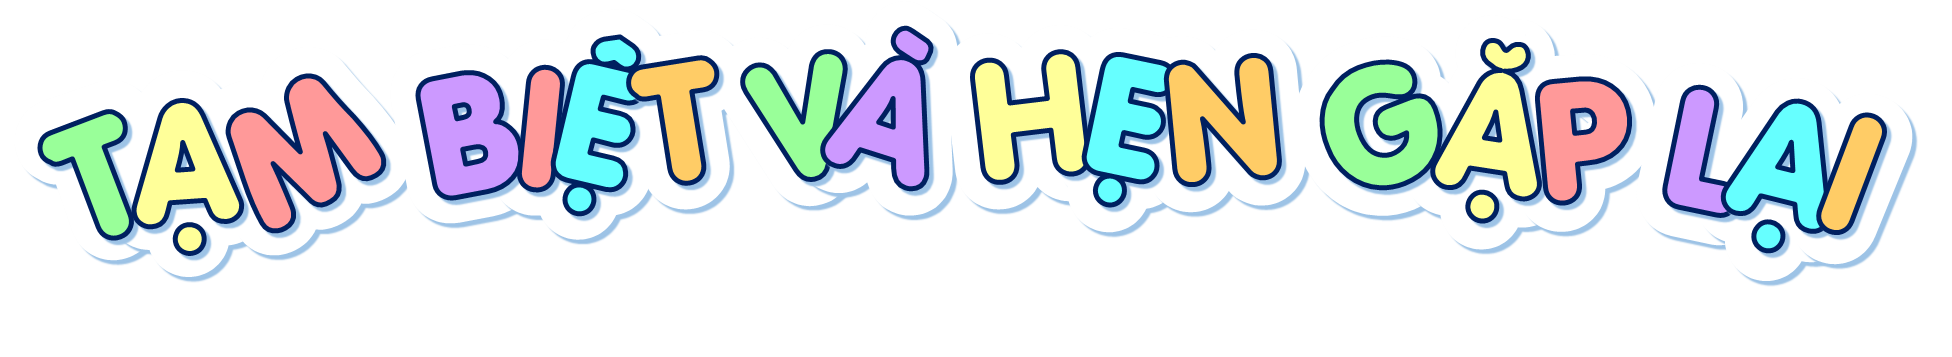 TẠM BIỆT VÀ HẸN GẶP LẠI